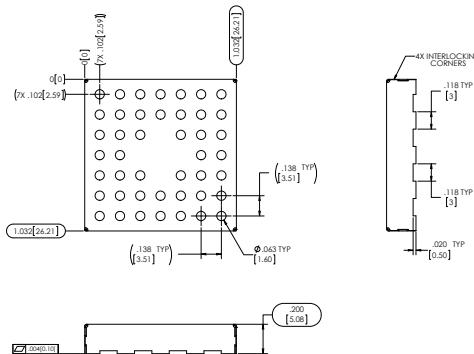 0[0]
(7X .102[2.59])
1.032[26.21]
0[0]
(7X .102[2.59])
(.138 TYP
[3.51])
1.032[26.21]
(.138 TYP
[3.51])
Ø.063 TYP
[1.60]
4X INTERLOCKIN
CORNERS
.118 TYP
[3]
.118 TYP
[3]
.020 TYP
[0.50]
.200
[5.08]
.004[0.10]